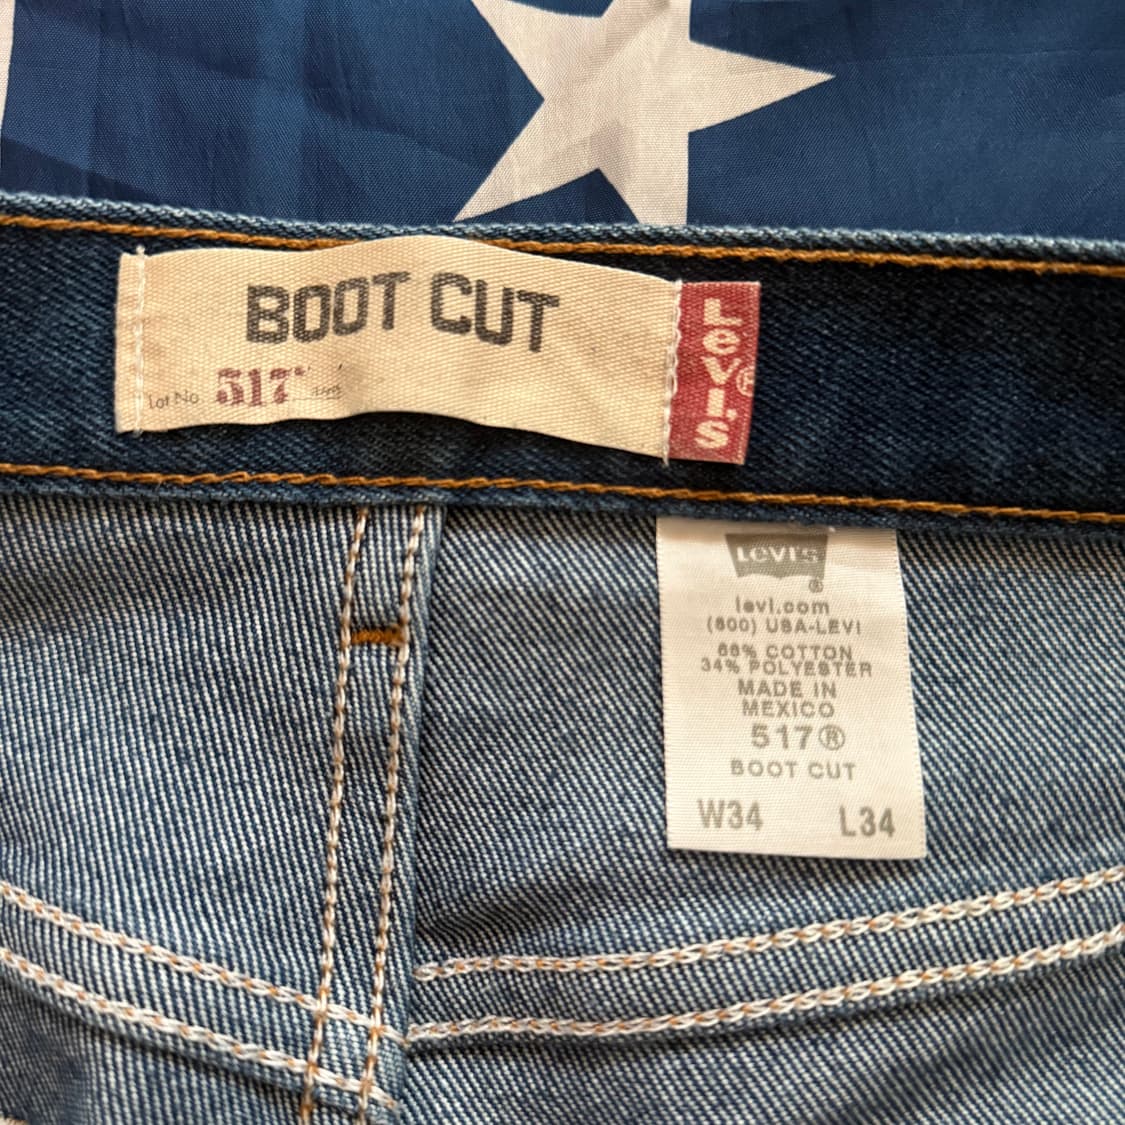 BOOT CUT
Lot No 517
LEVI'S®
LEVI'S
®
levi.com
(800) USA-LEVI
66% COTTON
34% POLYESTER
MADE IN
MEXICO
517®
BOOT CUT
W34 L34